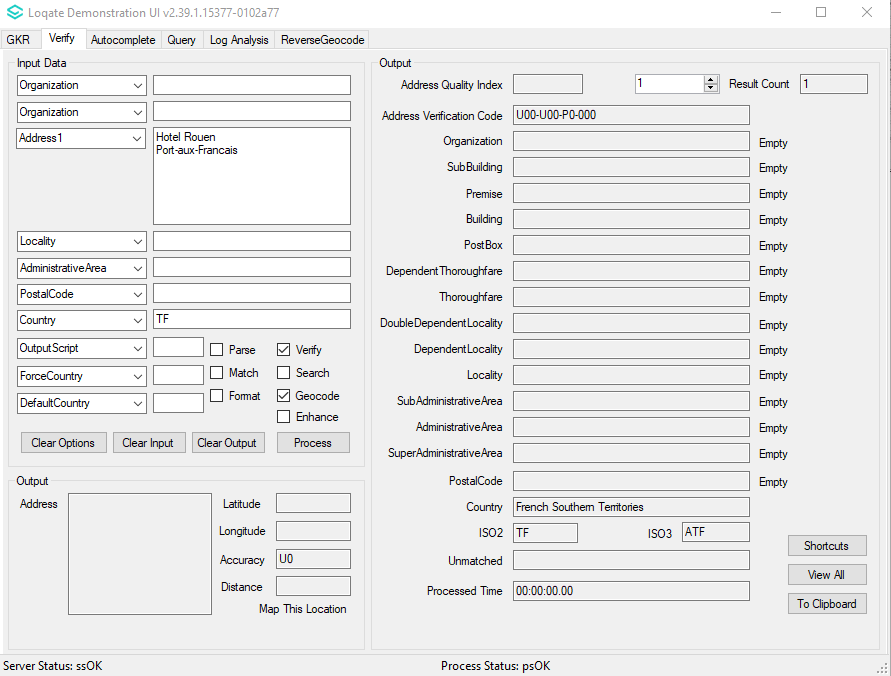 Loqate Demonstration UI v2.39.1.15377-0102a77
GKR Verify Autocomplete Query Log Analysis ReverseGeocode
Input Data
Organization
Organization
Address1
Hotel Rouen
Port-aux-Francais
Locality
AdministrativeArea
PostalCode
Country TF
OutputScript Parse Verify
ForceCountry Match Search
DefaultCountry Format Geocode
Enhance
Clear Options Clear Input Clear Output Process
Output
Address Latitude
Longitude
Accuracy U0
Distance
Map This Location
Output
Address Quality Index 1 Result Count 1
Address Verification Code U00-U00-P0-000
Organization Empty
SubBuilding Empty
Premise Empty
Building Empty
PostBox Empty
DependentThoroughfare Empty
Thoroughfare Empty
DoubleDependentLocality Empty
DependentLocality Empty
Locality Empty
SubAdministrativeArea Empty
AdministrativeArea Empty
SuperAdministrativeArea Empty
PostalCode Empty
Country French Southern Territories
ISO2 TF ISO3 ATF
Unmatched
Processed Time 00:00:00.00
Shortcuts
View All
To Clipboard
Server Status: ssOK Process Status: psOK